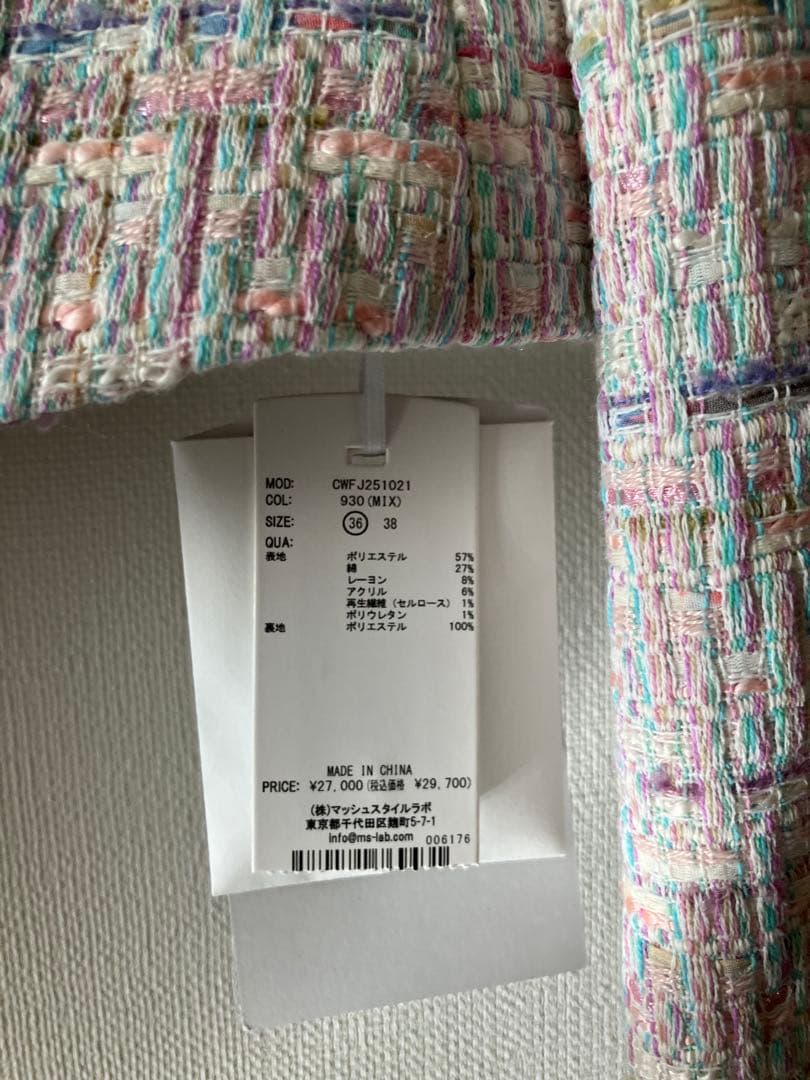 MOD: CWFJ251021
COL: 930(MIX)
SIZE: 36 38
QUA:
表地 ポリエステル 57%
綿 27%
レーヨン 8%
アクリル 6%
再生繊維(セルロース) 1%
ポリウレタン 1%
裏地 ポリエステル 100%
MADE IN CHINA
PRICE: ¥27,000(税込価格 ¥29,700)
(株)マッシュスタイルラボ
東京都千代田区麹町5-7-1
info@ms-lab.com 006176